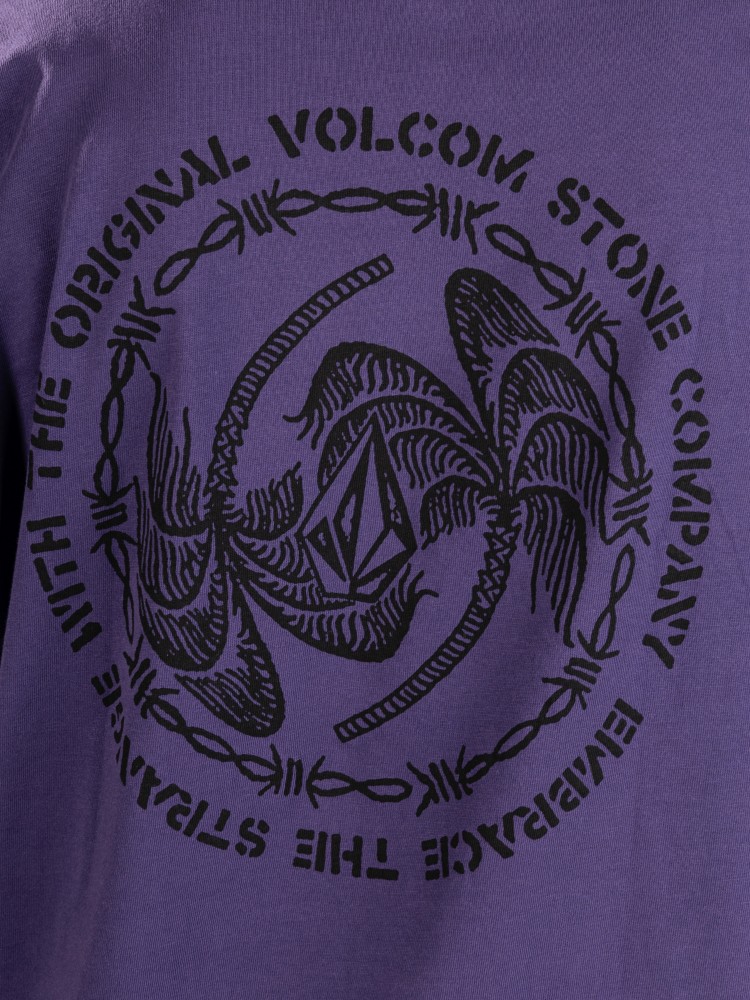 EMBRACE THE STRANGE WITH THE ORIGINAL VOLCOM STONE COMPANY